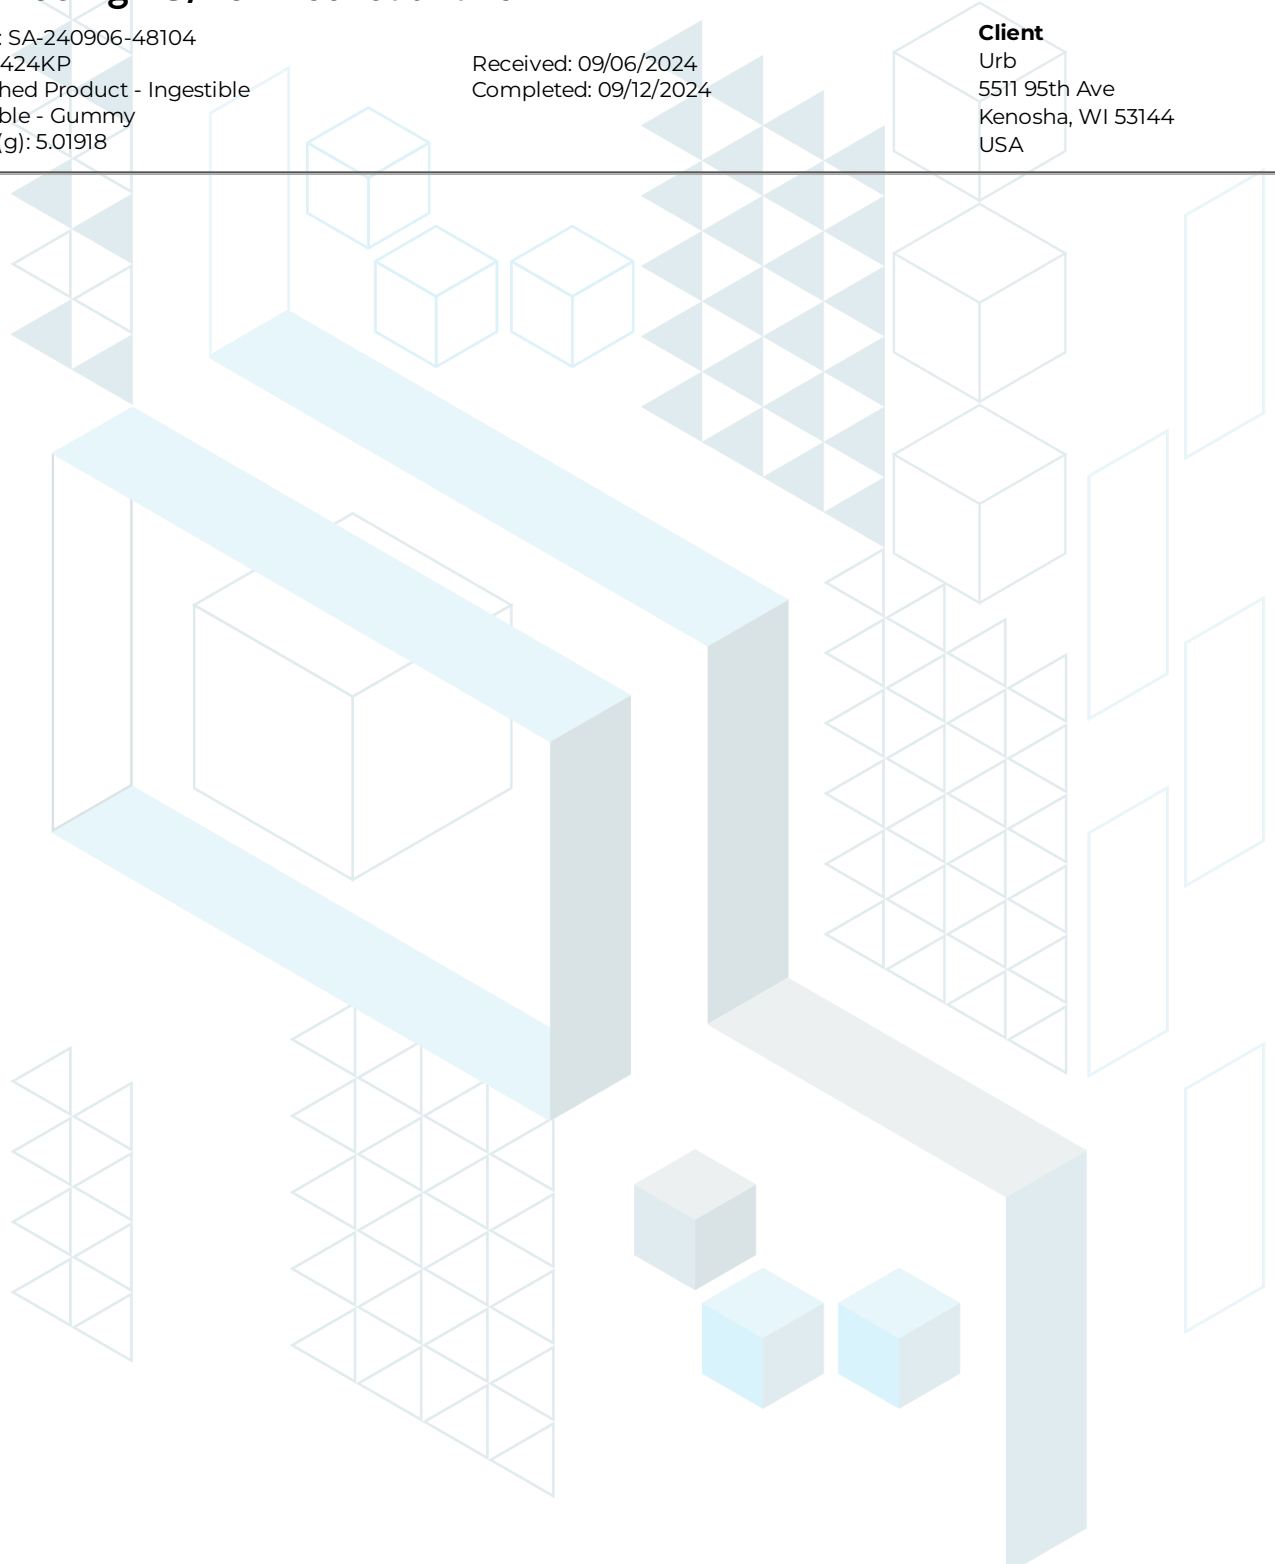 : SA-240906-48104
424KP
hed Product - Ingestible
ble - Gummy
(g): 5.01918
Received: 09/06/2024
Completed: 09/12/2024
Client
Urb
5511 95th Ave
Kenosha, WI 53144
USA